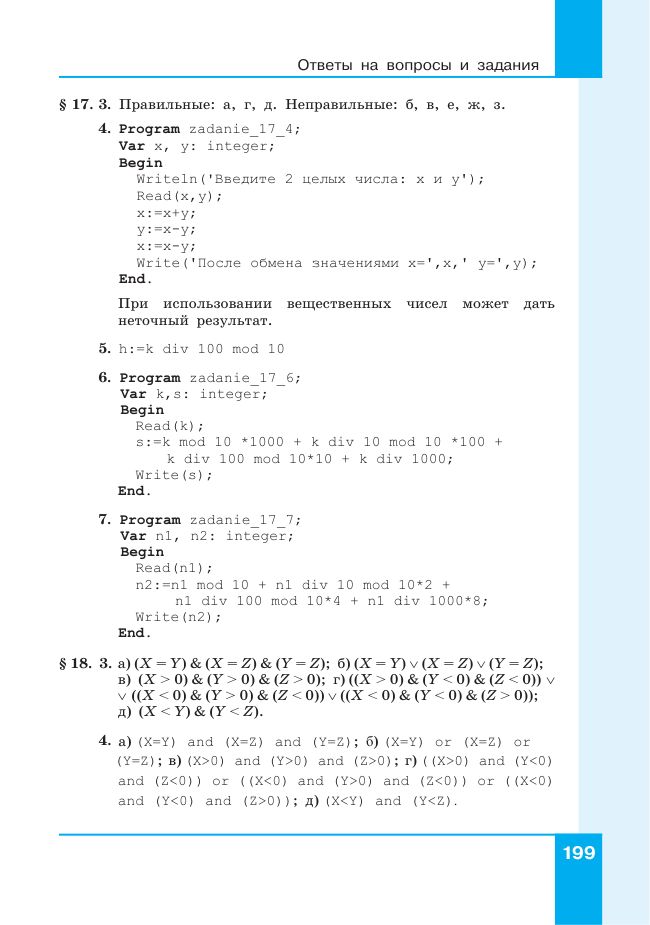 Ответы на вопросы и задания
§ 17. 3. Правильные: а, г, д. Неправильные: б, в, е, ж, з.
4. Program zadanie_17_4;
Var x, y: integer;
Begin
Writeln('Введите 2 целых числа: x и y');
Read(x,y);
x:=x+y;
y:=x-y;
x:=x-y;
Write('После обмена значениями x=',x,' y=',y);
End.
При использовании вещественных чисел может дать
неточный результат.
5. h:=k div 100 mod 10
6. Program zadanie_17_6;
Var k,s: integer;
Begin
Read(k);
s:=k mod 10 *1000 + k div 10 mod 10 *100 +
k div 100 mod 10*10 + k div 1000;
Write(s);
End.
7. Program zadanie_17_7;
Var n1, n2: integer;
Begin
Read(n1);
n2:=n1 mod 10 + n1 div 10 mod 10*2 +
n1 div 100 mod 10*4 + n1 div 1000*8;
Write(n2);
End.
§ 18. 3. а) (X = Y) & (X = Z) & (Y = Z); б) (X = Y) ∨ (X = Z) ∨ (Y = Z);
в) (X > 0) & (Y > 0) & (Z > 0); г) ((X > 0) & (Y < 0) & (Z < 0)) ∨
∨ ((X < 0) & (Y > 0) & (Z < 0)) ∨ ((X < 0) & (Y < 0) & (Z > 0));
д) (X < Y) & (Y < Z).
4. а) (X=Y) and (X=Z) and (Y=Z); б) (X=Y) or (X=Z) or
(Y=Z); в) (X>0) and (Y>0) and (Z>0); г) ((X>0) and (Y<0)
and (Z<0)) or ((X<0) and (Y>0) and (Z<0)) or ((X<0)
and (Y<0) and (Z>0)); д) (X<Y) and (Y<Z).
199